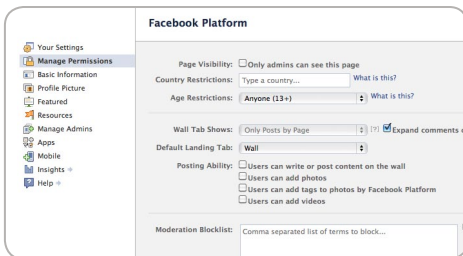 Facebook Platform
Your Settings
Manage Permissions
Basic Information
Profile Picture
Featured
Resources
Manage Admins
Apps
Mobile
Insights
Help
Page Visibility: Only admins can see this page
Country Restrictions: Type a country... What is this?
Age Restrictions: Anyone (13+) What is this?
Wall Tab Shows: Only Posts by Page [?] Expand comments
Default Landing Tab: Wall
Posting Ability: Users can write or post content on the wall
Users can add photos
Users can add tags to photos by Facebook Platform
Users can add videos
Moderation Blocklist: Comma separated list of terms to block...